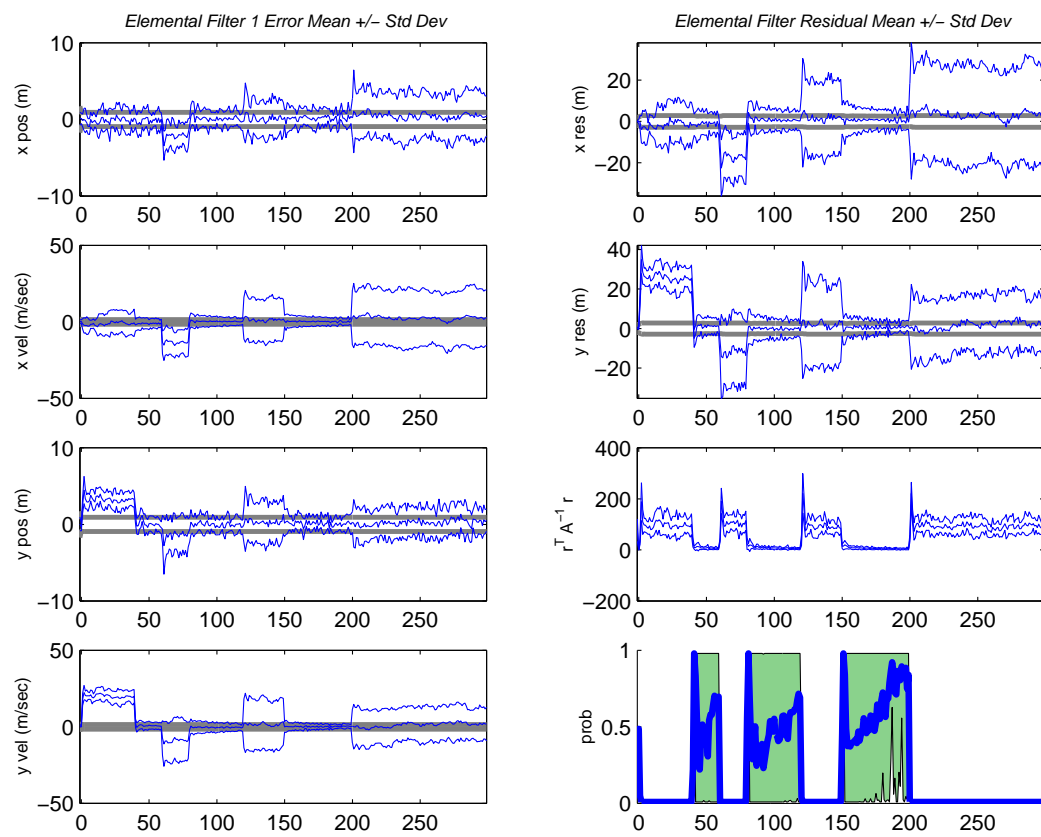 Elemental Filter 1 Error Mean +/− Std Dev
10
0
−10
x pos (m)
0 50 100 150 200 250
50
0
−50
x vel (m/sec)
0 50 100 150 200 250
10
0
−10
y pos (m)
0 50 100 150 200 250
50
0
−50
y vel (m/sec)
0 50 100 150 200 250
Elemental Filter Residual Mean +/− Std Dev
20
0
−20
x res (m)
0 50 100 150 200 250
40
20
0
−20
y res (m)
0 50 100 150 200 250
400
200
0
−200
r^T A^−1 r
0 50 100 150 200 250
1
0.5
0
prob
0 50 100 150 200 250